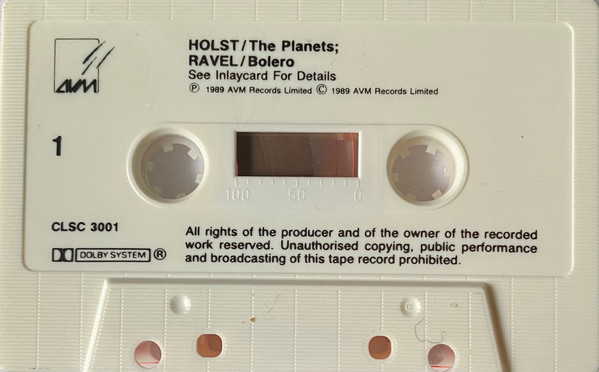 AVM
HOLST/The Planets;
RAVEL/Bolero
See Inlaycard For Details
Ⓟ 1989 AVM Records Limited Ⓒ 1989 AVM Records Limited
1
100 50 0
CLSC 3001
DOLBY SYSTEM ®
All rights of the producer and of the owner of the recorded
work reserved. Unauthorised copying, public performance
and broadcasting of this tape record prohibited.